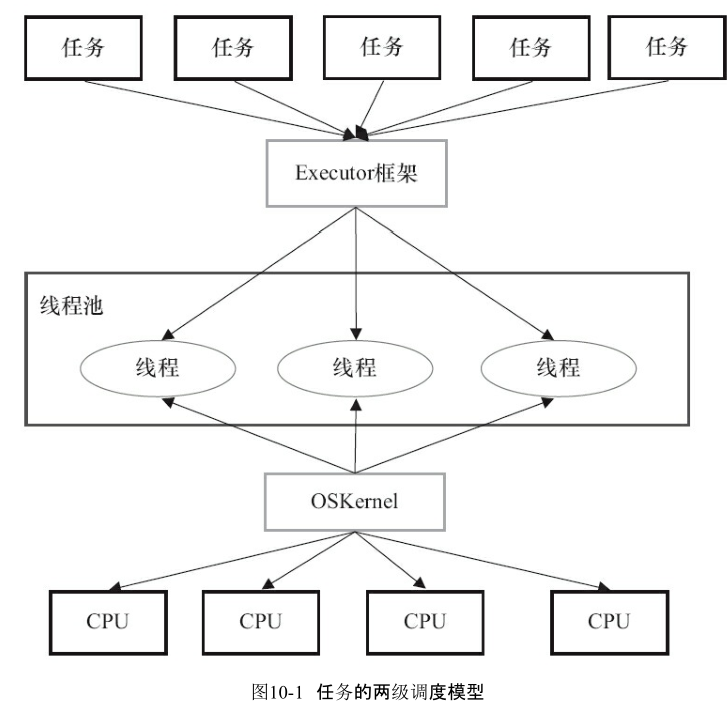 任务 任务 任务 任务 任务
Executor框架
线程池
线程 线程 线程
OSKernel
CPU CPU CPU CPU
图10-1 任务的两级调度模型